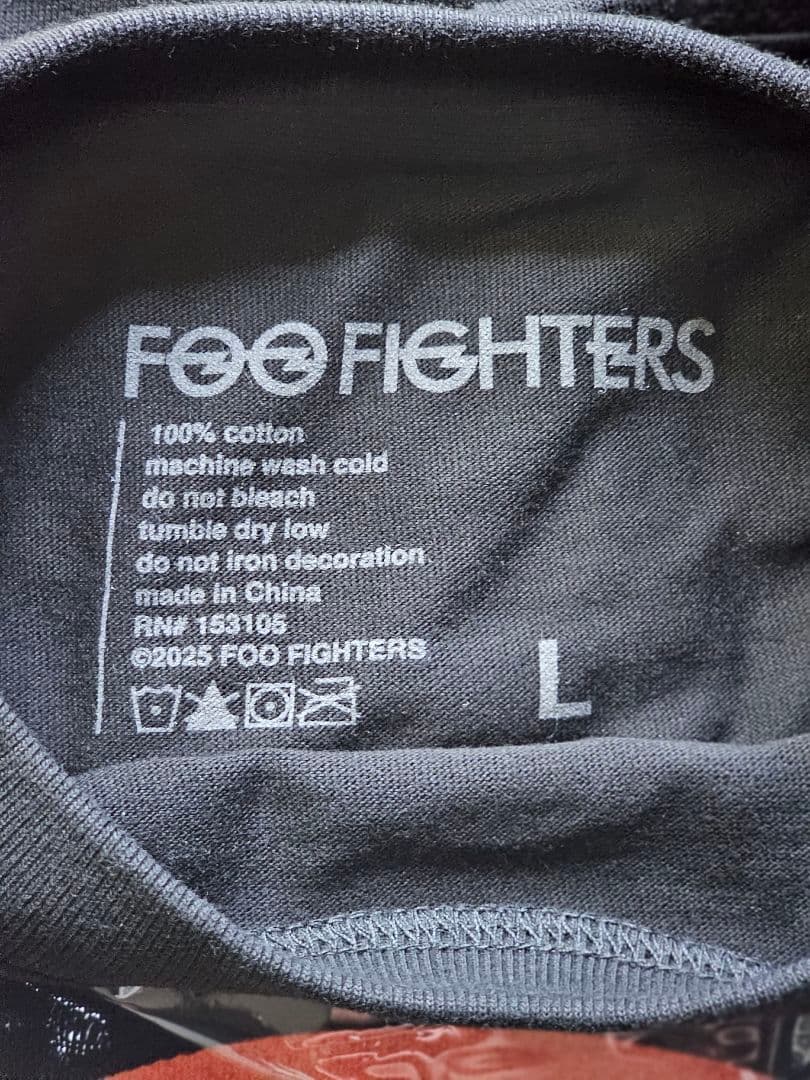 FOO FIGHTERS
100% cotton
machine wash cold
do not bleach
tumble dry low
do not iron decoration
made in China
RN# 153105
©2025 FOO FIGHTERS
L